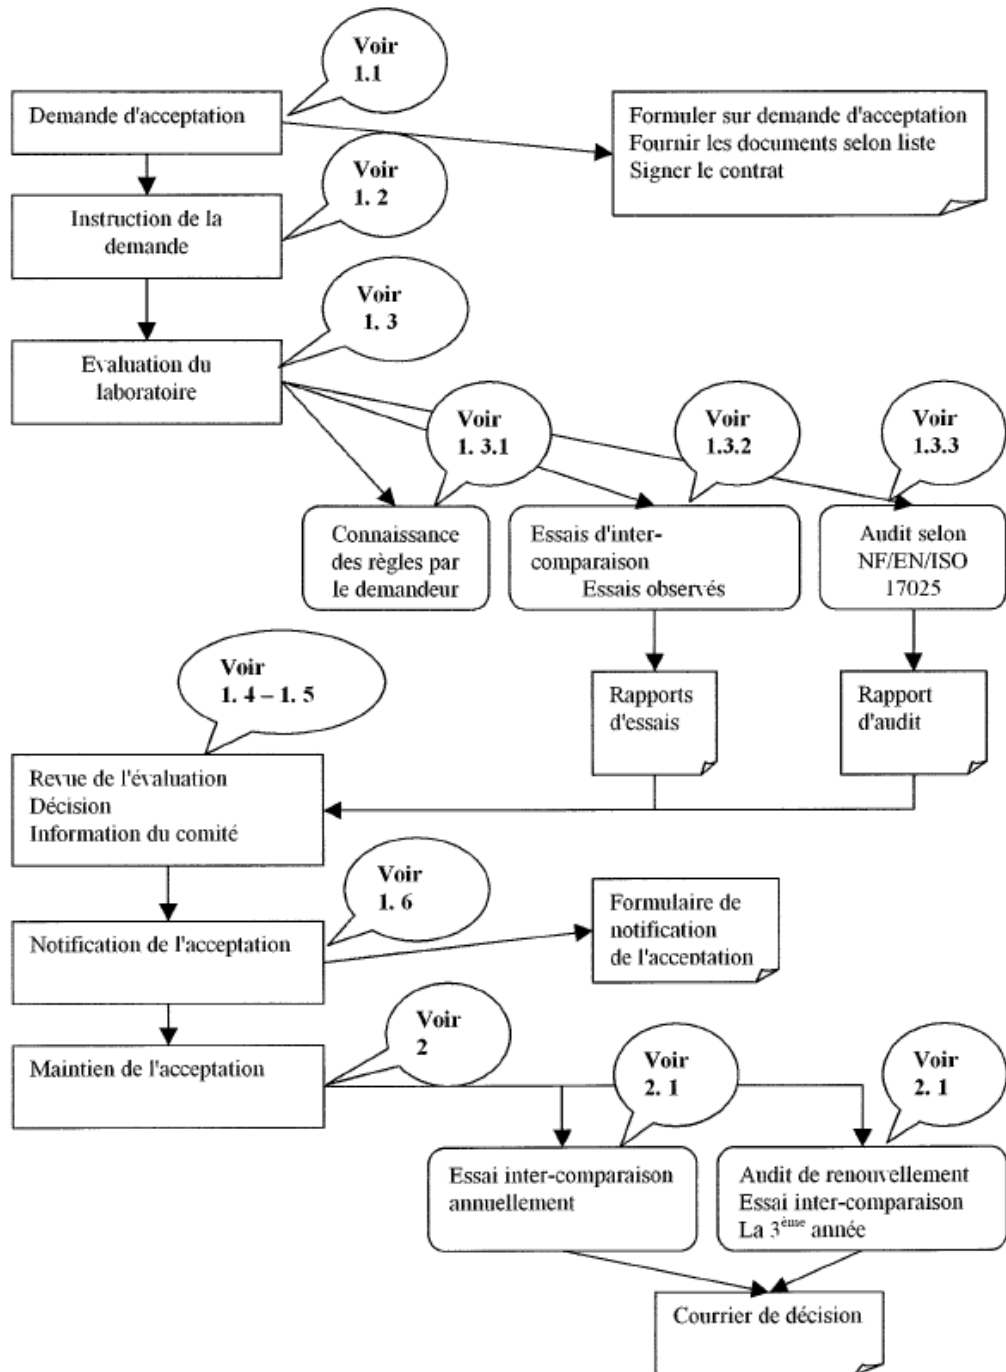 Voir
1.1
Demande d'acceptation
Formuler sur demande d'acceptation
Fournir les documents selon liste
Signer le contrat
Voir
1. 2
Instruction de la
demande
Voir
1. 3
Evaluation du
laboratoire
Voir
1. 3.1
Voir
1.3.2
Voir
1.3.3
Connaissance
des règles par
le demandeur
Essais d'inter-
comparaison
Essais observés
Audit selon
NF/EN/ISO
17025
Voir
1. 4 – 1. 5
Rapports
d'essais
Rapport
d'audit
Revue de l'évaluation
Décision
Information du comité
Voir
1. 6
Notification de l'acceptation
Formulaire de
notification
de l'acceptation
Voir
2
Maintien de l'acceptation
Voir
2. 1
Voir
2. 1
Essai inter-comparaison
annuellement
Audit de renouvellement
Essai inter-comparaison
La 3ème année
Courrier de décision